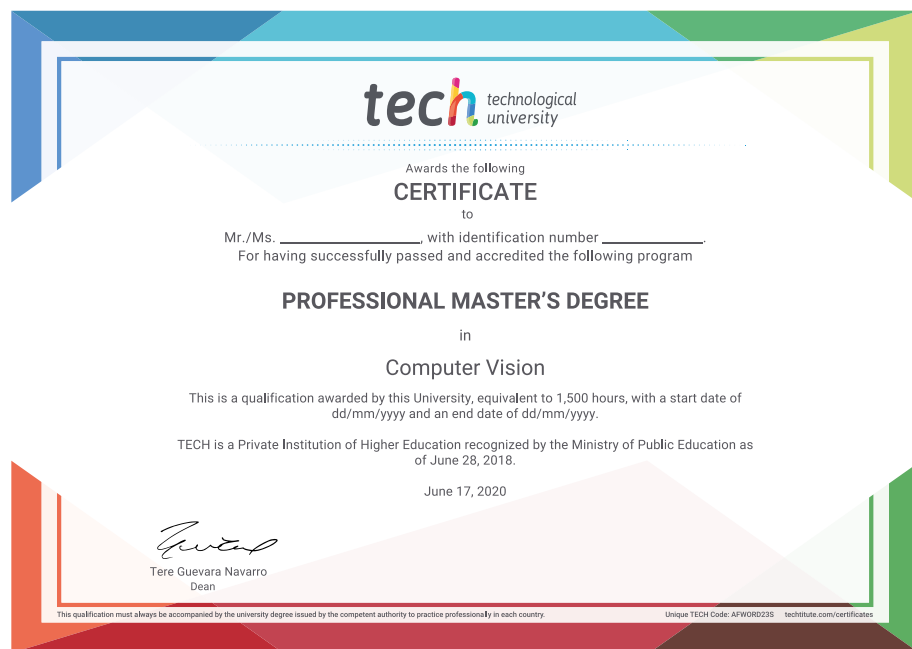 tech technological
university
Awards the following
CERTIFICATE
to
Mr./Ms. ____________________, with identification number ______________.
For having successfully passed and accredited the following program
PROFESSIONAL MASTER'S DEGREE
in
Computer Vision
This is a qualification awarded by this University, equivalent to 1,500 hours, with a start date of
dd/mm/yyyy and an end date of dd/mm/yyyy.
TECH is a Private Institution of Higher Education recognized by the Ministry of Public Education as
of June 28, 2018.
June 17, 2020
Tere Guevara Navarro
Dean
This qualification must always be accompanied by the university degree issued by the competent authority to practice professionally in each country. Unique TECH Code: AFWORD23S techtitute.com/certificates